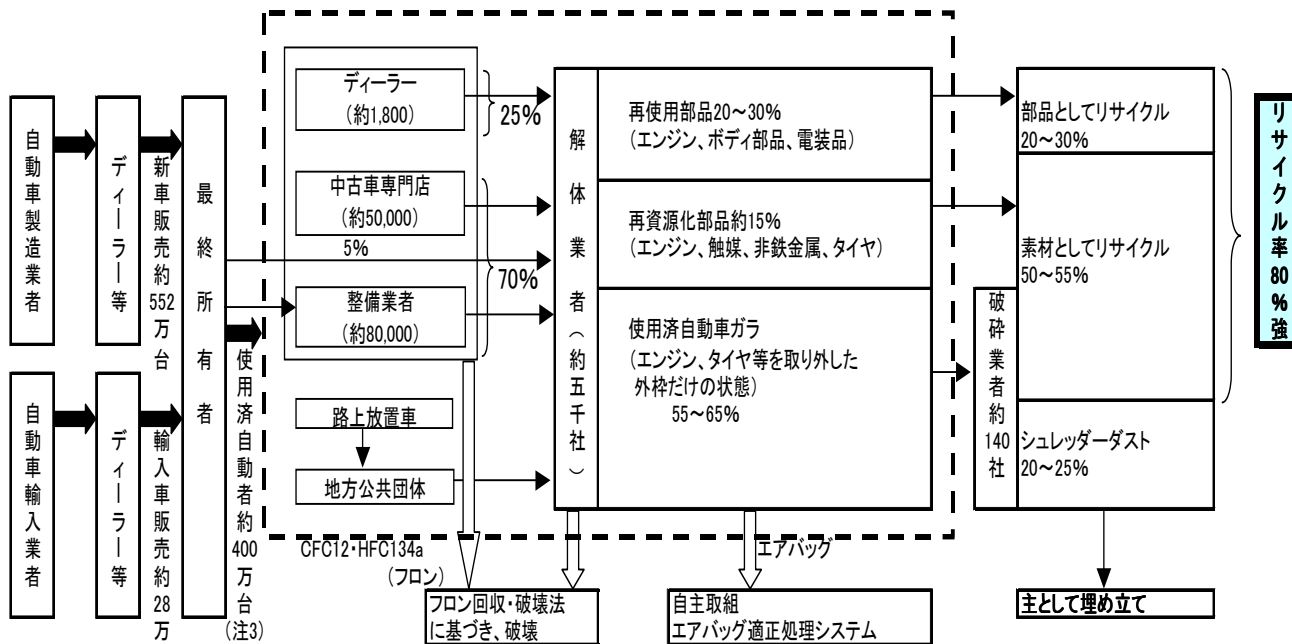 自動車製造業者
ディーラー等
新車販売約552万台
自動車輸入業者
ディーラー等
輸入車販売約28万
最終所有者
使用済自動者約400万台(注3)
ディーラー
(約1,800)
25%
中古車専門店
(約50,000)
5%
70%
整備業者
(約80,000)
路上放置車
地方公共団体
CFC12・HFC134a
(フロン)
解体業者(約五千社)
再使用部品20~30%
(エンジン、ボディ部品、電装品)
再資源化部品約15%
(エンジン、触媒、非鉄金属、タイヤ)
使用済自動車ガラ
(エンジン、タイヤ等を取り外した
外枠だけの状態)
55~65%
エアバッグ
フロン回収・破壊法
に基づき、破壊
自主取組
エアバッグ適正処理システム
破砕業者約140社
部品としてリサイクル
20~30%
素材としてリサイクル
50~55%
シュレッダーダスト
20~25%
主として埋め立て
リサイクル率80%強